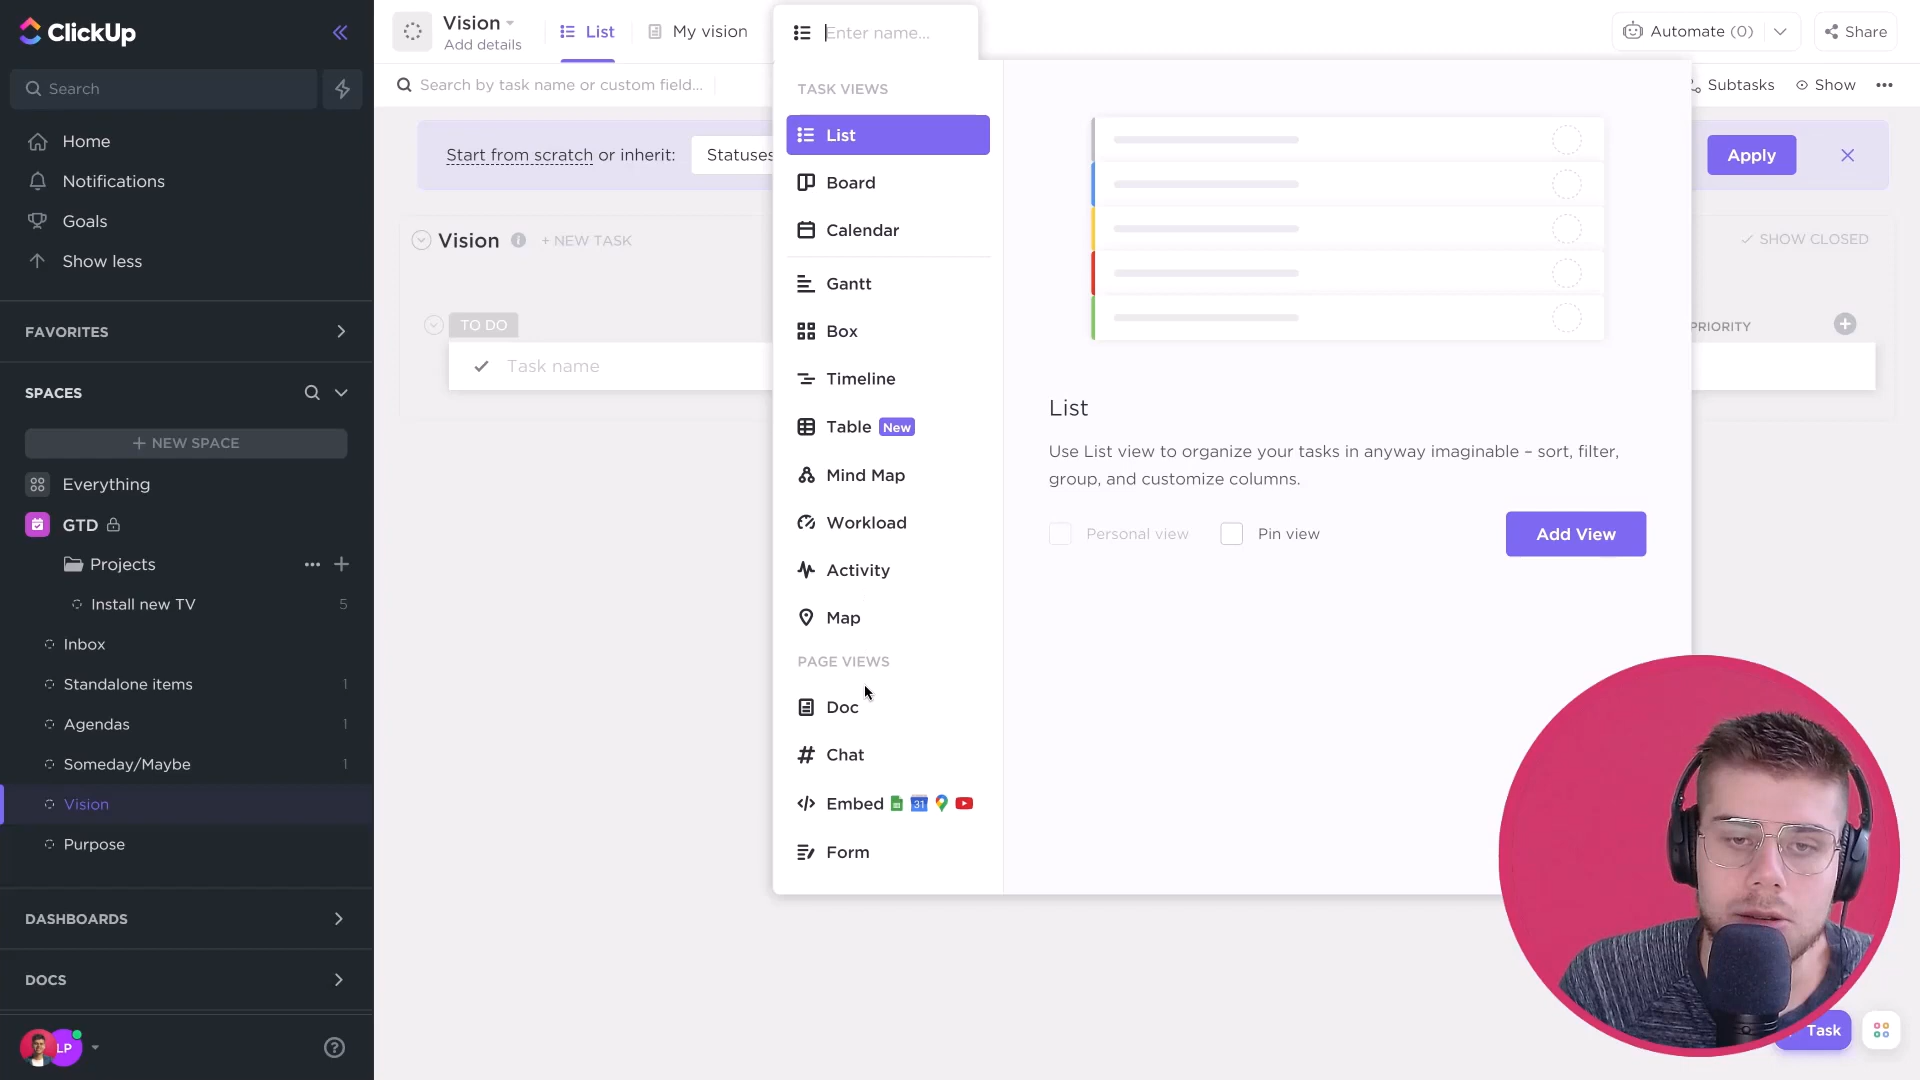 ClickUp
Search
Home
Notifications
Goals
Show less
FAVORITES
SPACES
+ NEW SPACE
Everything
GTD
Projects
Install new TV 5
Inbox
Standalone items 1
Agendas 1
Someday/Maybe 1
Vision
Purpose
DASHBOARDS
DOCS
LP
Vision
Add details
List
My vision
Enter name...
Automate (0)
Share
Search by task name or custom field...
Subtasks
Show
Start from scratch or inherit:
Statuses
Apply
Vision
+ NEW TASK
SHOW CLOSED
TO DO
PRIORITY
Task name
TASK VIEWS
List
Board
Calendar
Gantt
Box
Timeline
Table New
Mind Map
Workload
Activity
Map
PAGE VIEWS
Doc
Chat
Embed 31
Form
List
Use List view to organize your tasks in anyway imaginable – sort, filter,
group, and customize columns.
Personal view
Pin view
Add View
Task